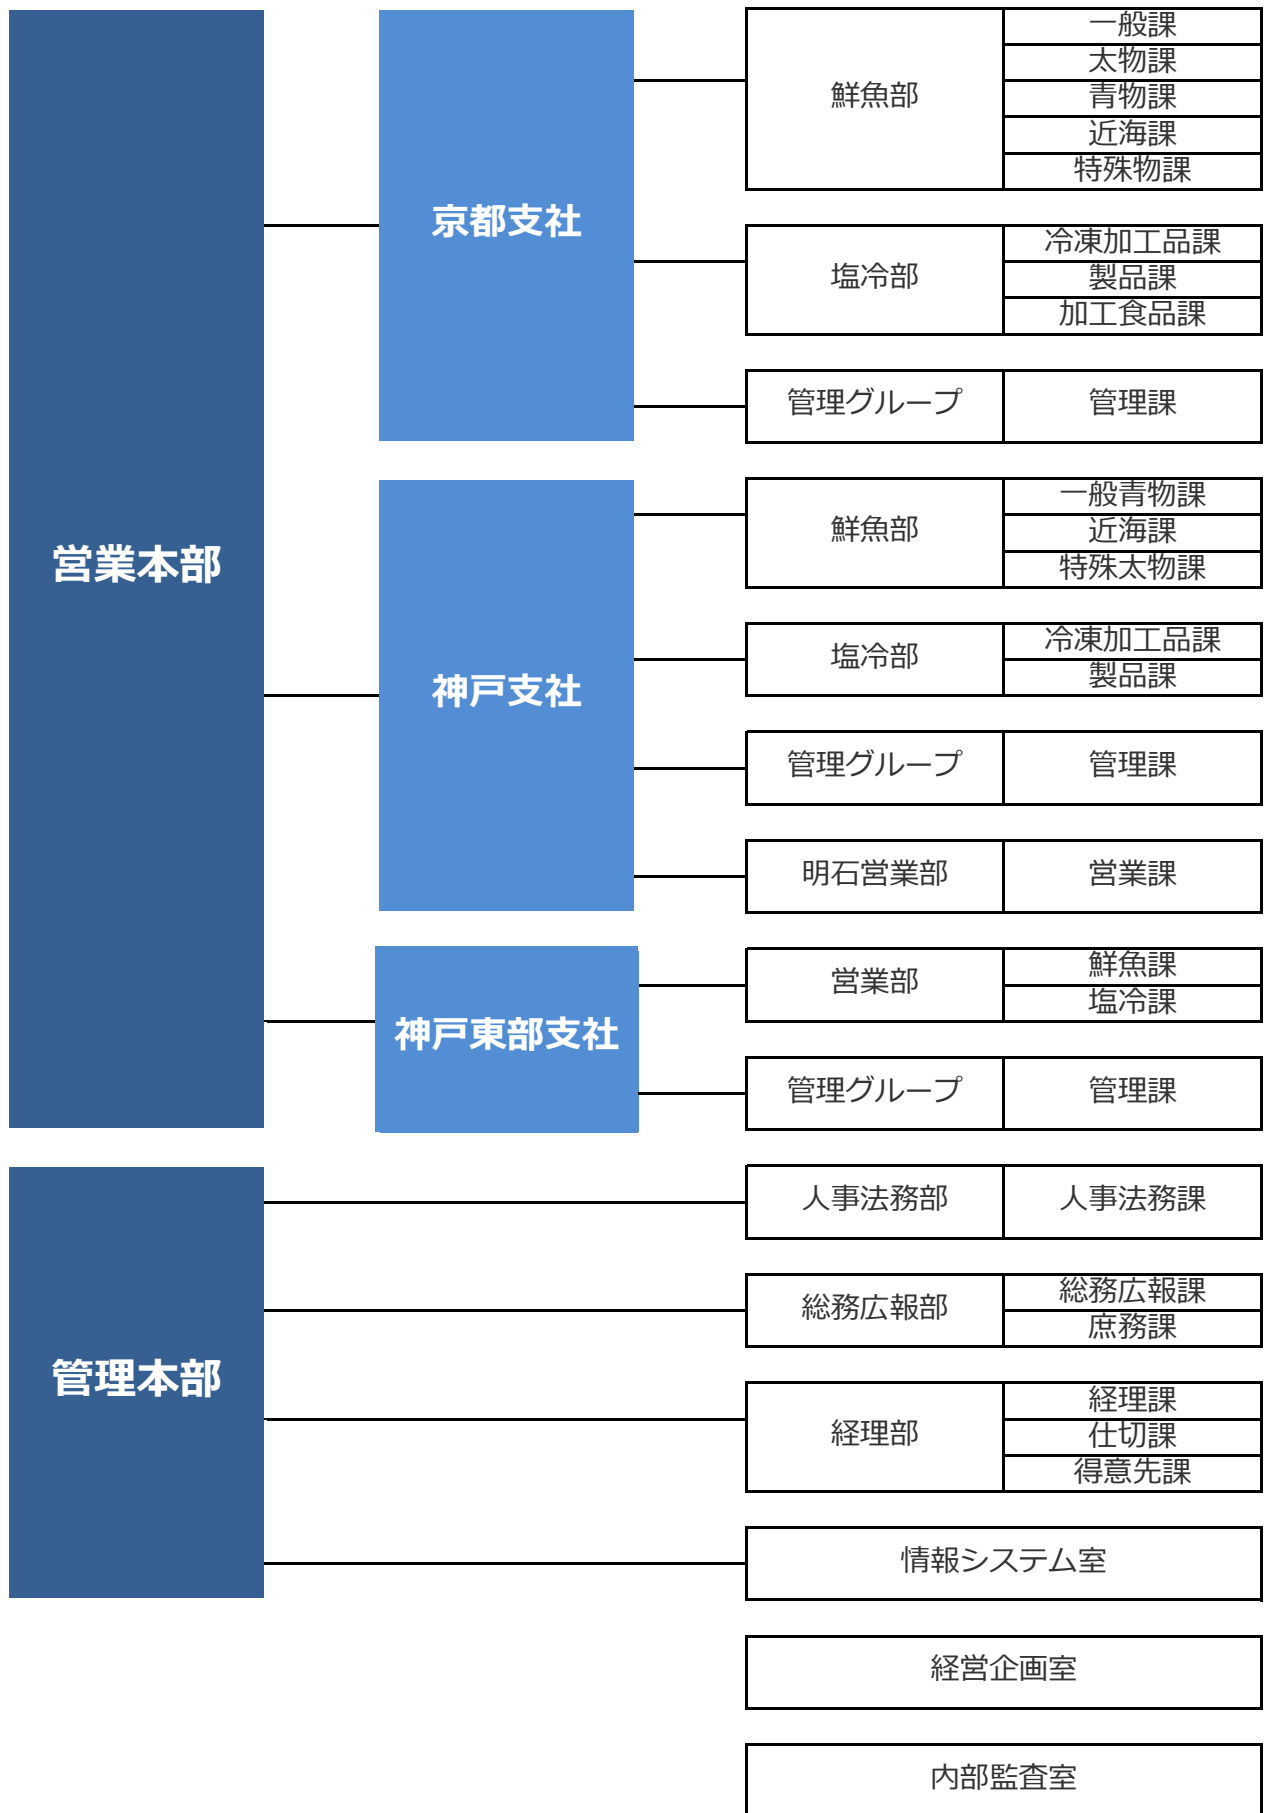 営業本部
京都支社
鮮魚部
一般課
太物課
青物課
近海課
特殊物課
塩冷部
冷凍加工品課
製品課
加工食品課
管理グループ
管理課
神戸支社
鮮魚部
一般青物課
近海課
特殊太物課
塩冷部
冷凍加工品課
製品課
管理グループ
管理課
明石営業部
営業課
神戸東部支社
営業部
鮮魚課
塩冷課
管理グループ
管理課
管理本部
人事法務部
人事法務課
総務広報部
総務広報課
庶務課
経理部
経理課
仕切課
得意先課
情報システム室
経営企画室
内部監査室